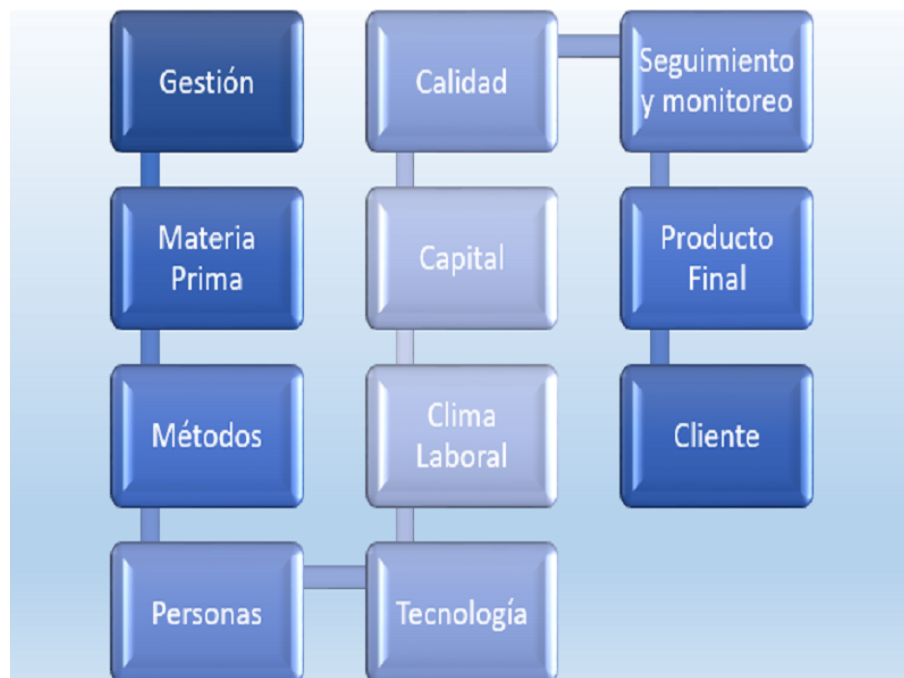 Gestión
Materia
Prima
Métodos
Personas
Tecnología
Clima
Laboral
Capital
Calidad
Seguimiento
y monitoreo
Producto
Final
Cliente